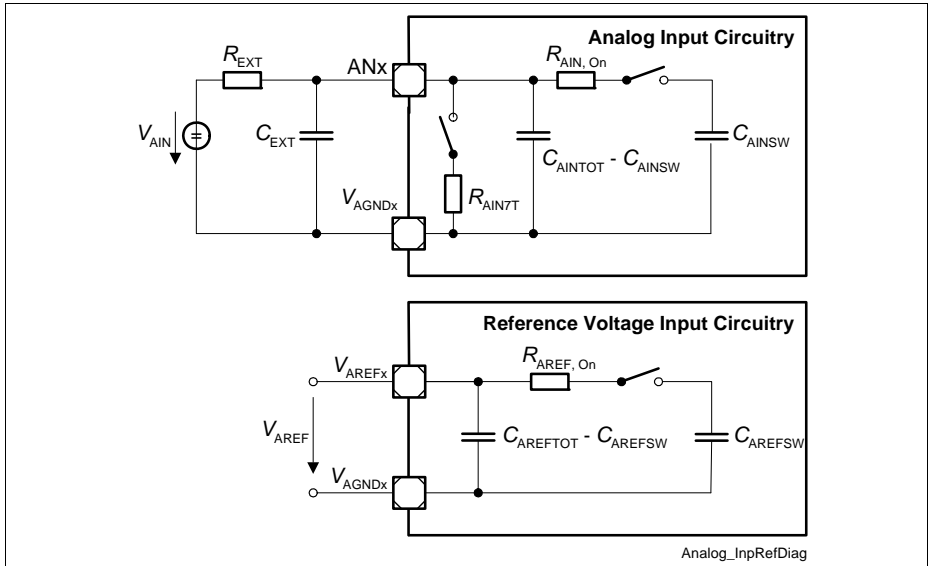 Analog Input Circuitry
REXT
ANx
RAIN, On
VAIN
CEXT
CAINTOT - CAINSW
CAINSW
RAIN7T
VAGNDx
Reference Voltage Input Circuitry
VAREFx
RAREF, On
VAREF
CAREFTOT - CAREFSW
CAREFSW
VAGNDx
Analog_InpRefDiag